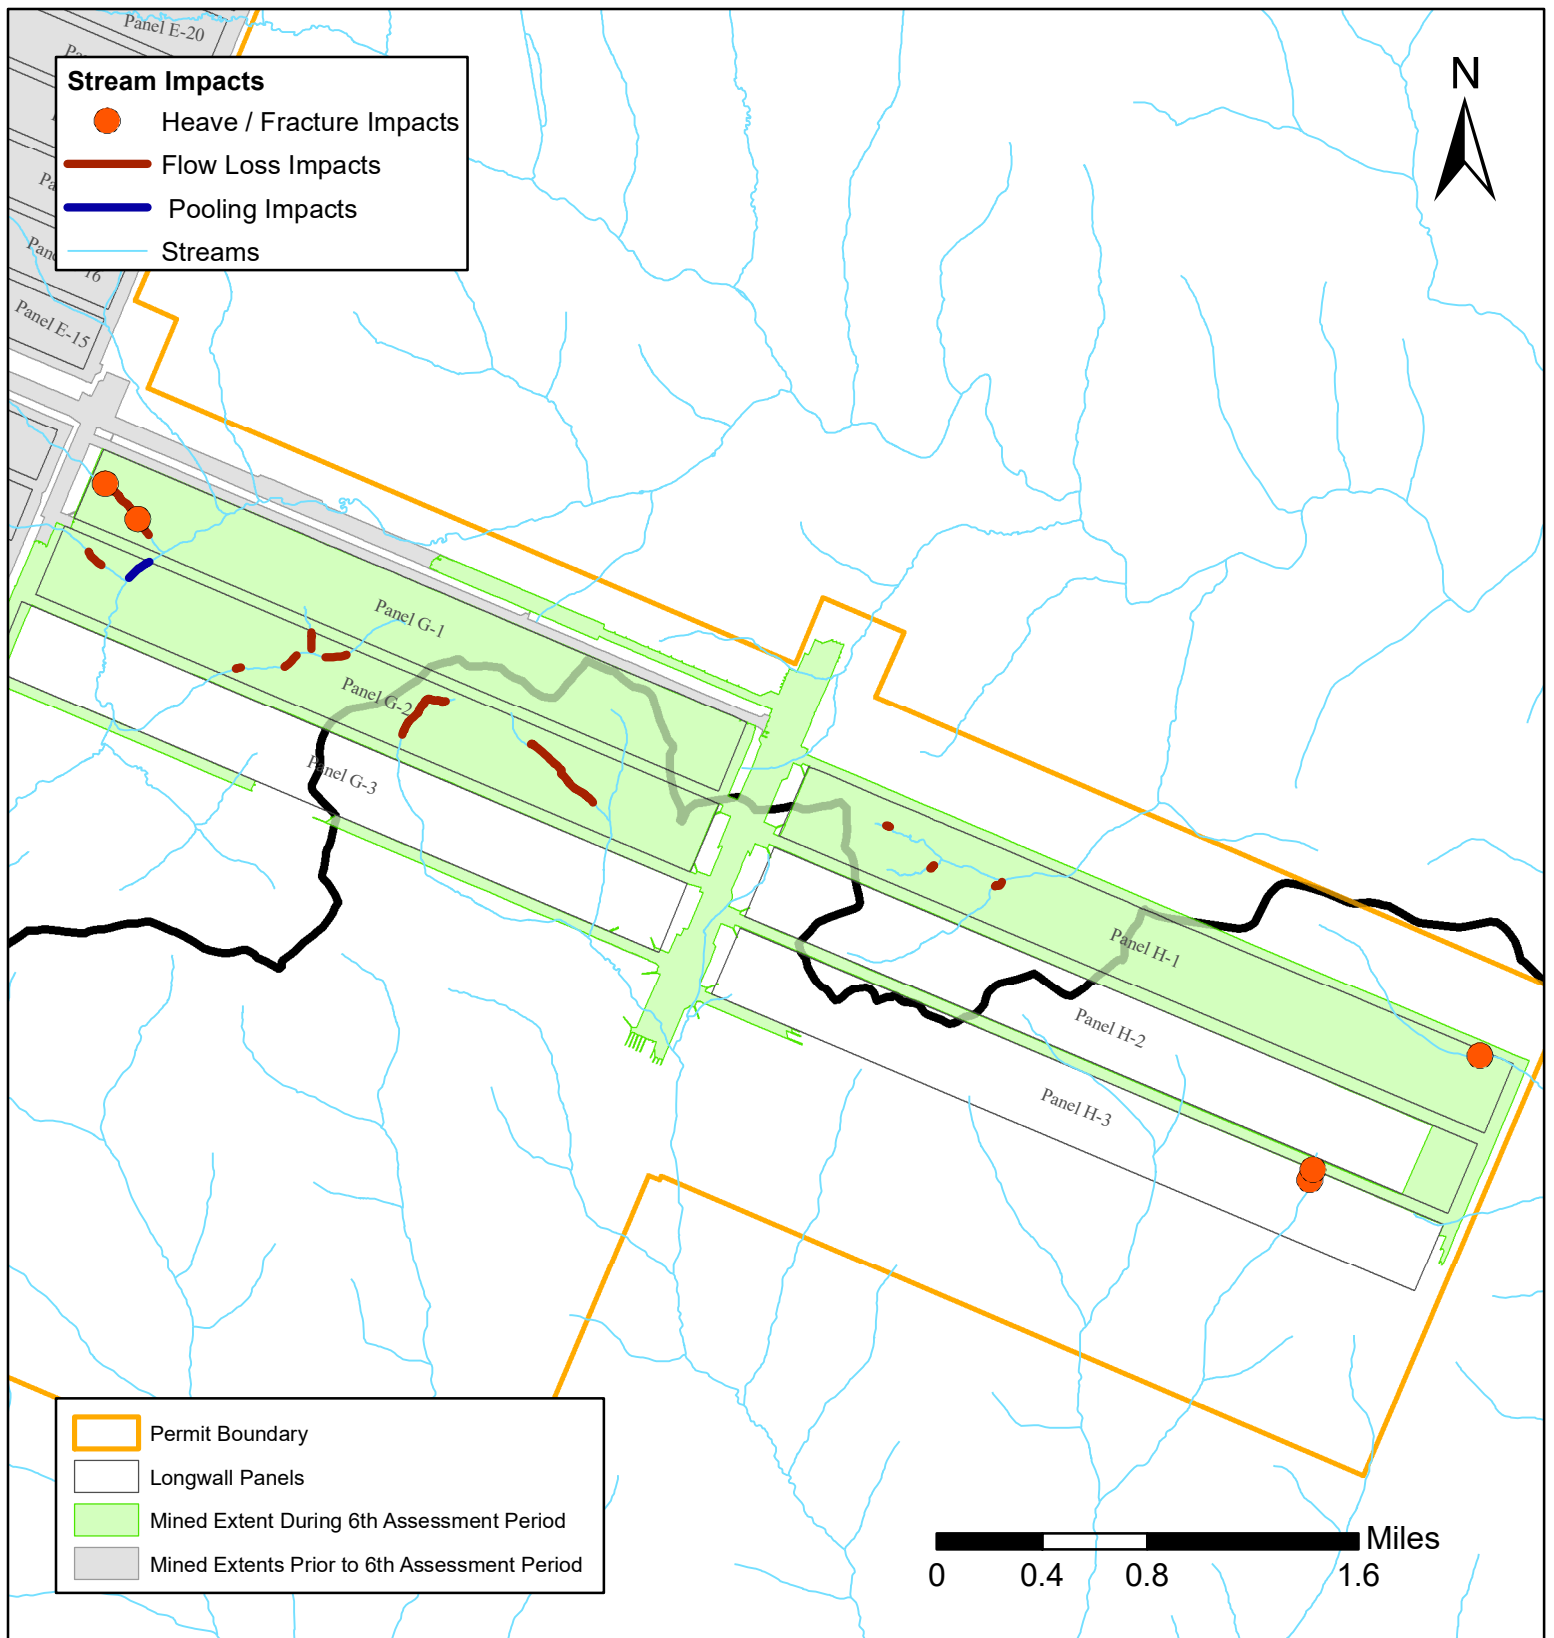 Panel E-20
Stream Impacts
Heave / Fracture Impacts
Flow Loss Impacts
Pooling Impacts
Streams
N
16
Panel E-15
Panel G-1
Panel G-2
Panel G-3
Panel H-1
Panel H-2
Panel H-3
Permit Boundary
Longwall Panels
Mined Extent During 6th Assessment Period
Mined Extents Prior to 6th Assessment Period
Miles
0 0.4 0.8 1.6